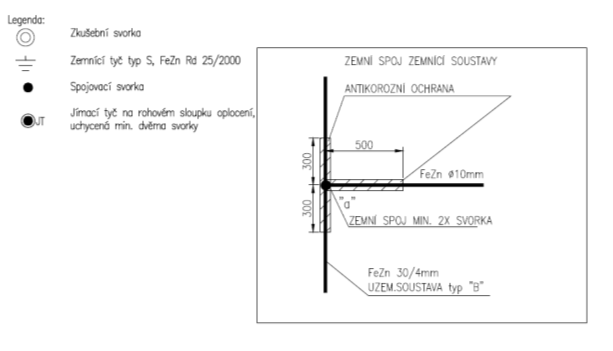 Legenda:
Zkušební svorka
Zemnící tyč typ S, FeZn Rd 25/2000
Spojovací svorka
JT
Jímací tyč na rohovém sloupku oplocení,
uchycená min. dvěma svorky
ZEMNÍ SPOJ ZEMNÍCÍ SOUSTAVY
ANTIKOROZNÍ OCHRANA
500
300
FeZn Ø10mm
300
"a"
ZEMNÍ SPOJ MIN. 2X SVORKA
FeZn 30/4mm
UZEM.SOUSTAVA typ "B"